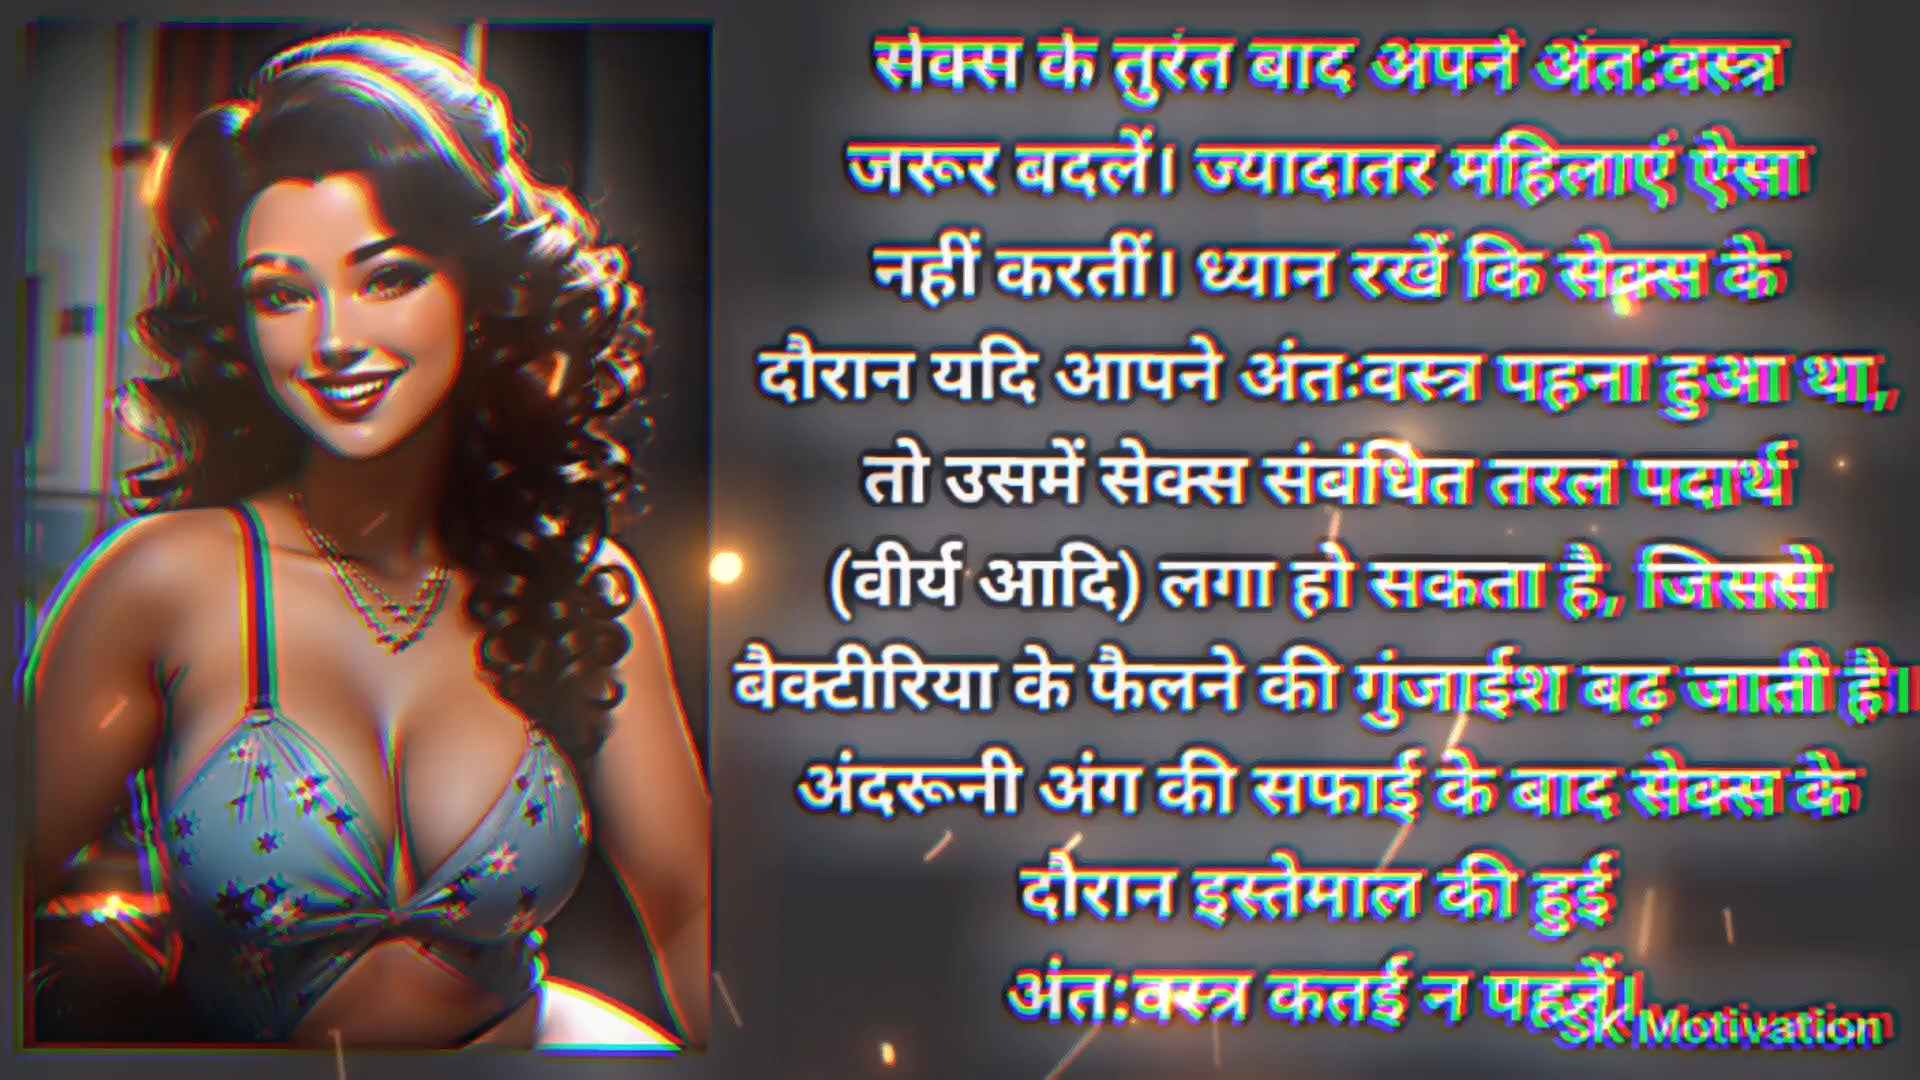 सेक्स के तुरंत बाद अपने अंत:वस्त्र
जरूर बदलें। ज्यादातर महिलाएं ऐसा
नहीं करतीं। ध्यान रखें कि सेक्स के
दौरान यदि आपने अंत:वस्त्र पहना हुआ था,
तो उसमें सेक्स संबंधित तरल पदार्थ
(वीर्य आदि) लगा हो सकता है, जिससे
बैक्टीरिया के फैलने की गुंजाईश बढ़ जाती है।
अंदरूनी अंग की सफाई के बाद सेक्स कै
दौरान इस्तेमाल की हुई
अंत:वस्त्र कतई न पहनें।
SK Motivation